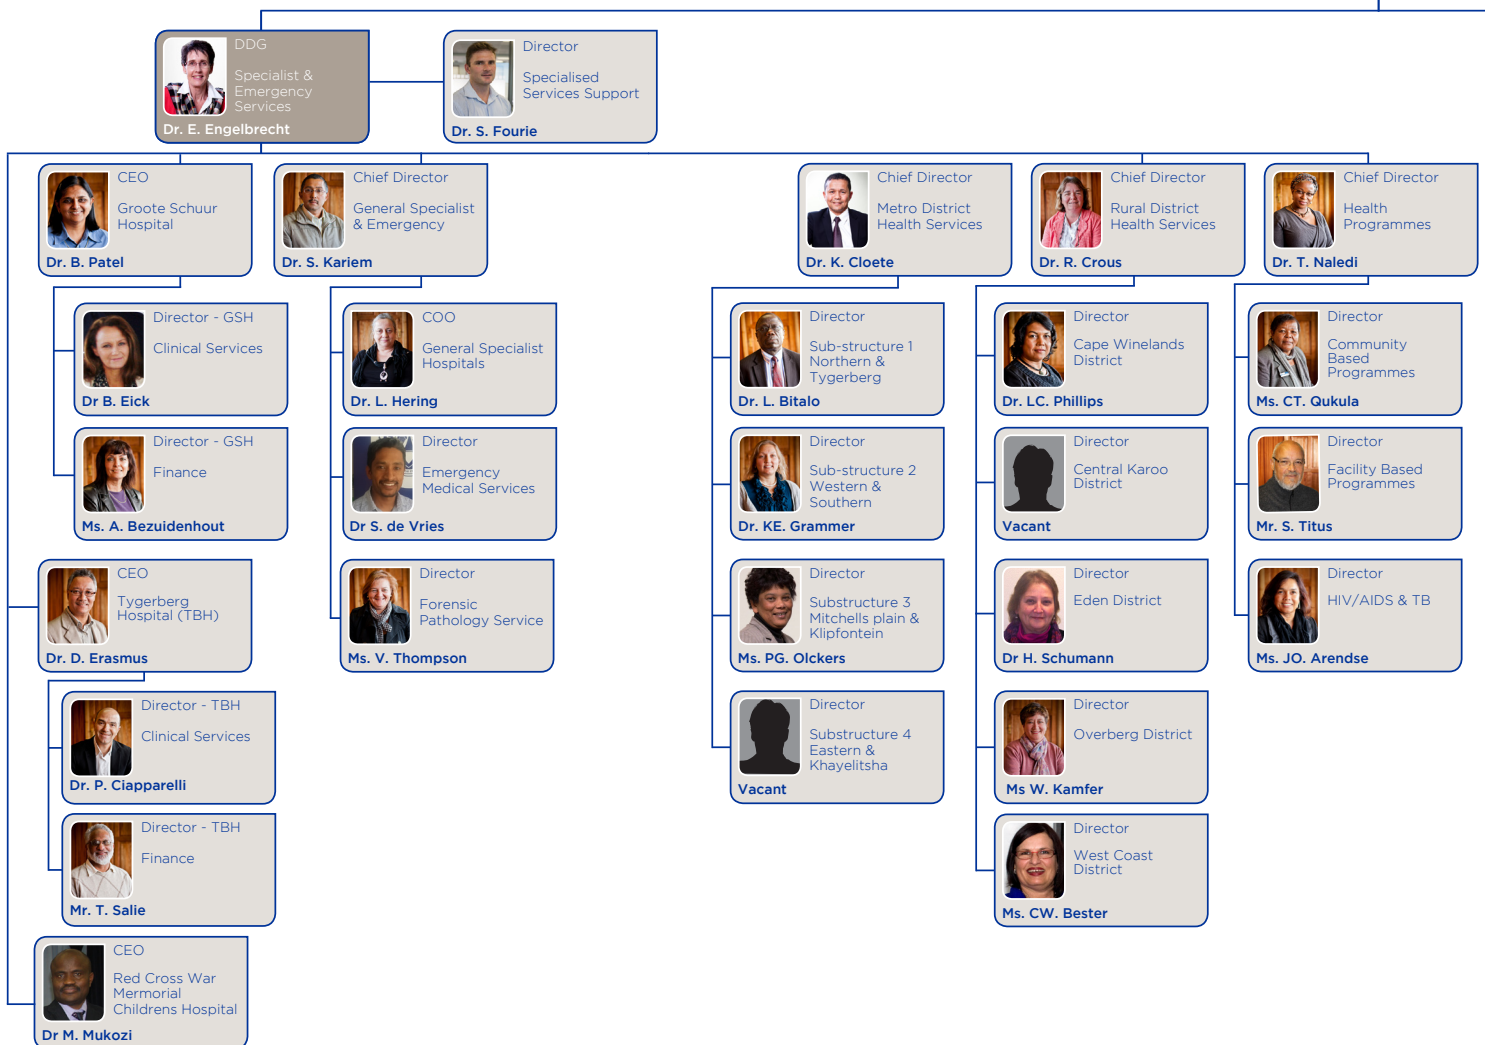 DDG
Specialist &
Emergency
Services
Dr. E. Engelbrecht
Director
Specialised
Services Support
Dr. S. Fourie
CEO
Groote Schuur
Hospital
Dr. B. Patel
Chief Director
General Specialist
& Emergency
Dr. S. Kariem
Chief Director
Metro District
Health Services
Dr. K. Cloete
Chief Director
Rural District
Health Services
Dr. R. Crous
Chief Director
Health
Programmes
Dr. T. Naledi
Director - GSH
Clinical Services
Dr B. Eick
Director - GSH
Finance
Ms. A. Bezuidenhout
COO
General Specialist
Hospitals
Dr. L. Hering
Director
Emergency
Medical Services
Dr S. de Vries
Director
Forensic
Pathology Service
Ms. V. Thompson
Director
Sub-structure 1
Northern &
Tygerberg
Dr. L. Bitalo
Director
Sub-structure 2
Western &
Southern
Dr. KE. Grammer
Director
Substructure 3
Mitchells plain &
Klipfontein
Ms. PG. Olckers
Director
Substructure 4
Eastern &
Khayelitsha
Vacant
Director
Cape Winelands
District
Dr. LC. Phillips
Director
Central Karoo
District
Vacant
Director
Eden District
Dr H. Schumann
Director
Overberg District
Ms W. Kamfer
Director
West Coast
District
Ms. CW. Bester
Director
Community
Based
Programmes
Ms. CT. Qukula
Director
Facility Based
Programmes
Mr. S. Titus
Director
HIV/AIDS & TB
Ms. JO. Arendse
CEO
Tygerberg
Hospital (TBH)
Dr. D. Erasmus
Director - TBH
Clinical Services
Dr. P. Ciapparelli
Director - TBH
Finance
Mr. T. Salie
CEO
Red Cross War
Mermorial
Childrens Hospital
Dr M. Mukozi